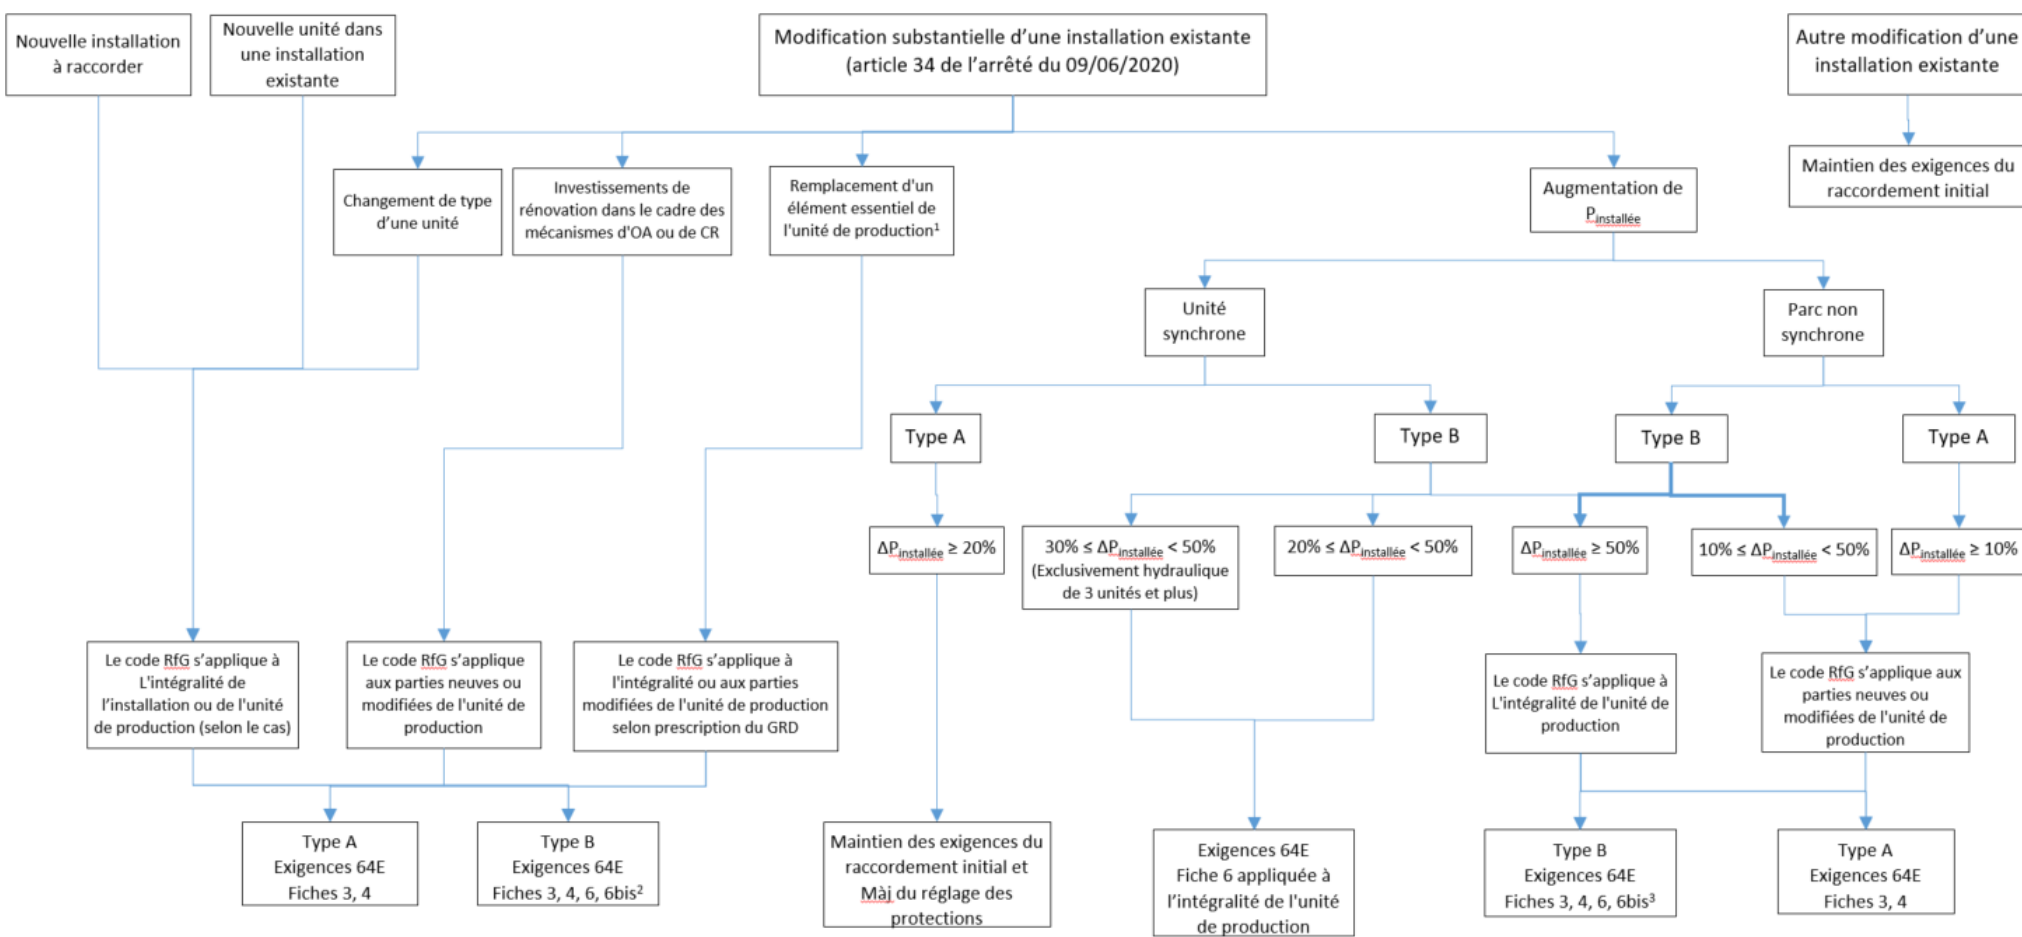 Nouvelle installation
à raccorder
Nouvelle unité dans
une installation
existante
Modification substantielle d’une installation existante
(article 34 de l’arrêté du 09/06/2020)
Autre modification d’une
installation existante
Changement de type
d’une unité
Investissements de
rénovation dans le cadre des
mécanismes d'OA ou de CR
Remplacement d'un
élément essentiel de
l'unité de production¹
Augmentation de
Pinstallée
Maintien des exigences du
raccordement initial
Unité
synchrone
Parc non
synchrone
Type A
Type B
Type B
Type A
ΔPinstallée ≥ 20%
30% ≤ ΔPinstallée < 50%
(Exclusivement hydraulique
de 3 unités et plus)
20% ≤ ΔPinstallée < 50%
ΔPinstallée ≥ 50%
10% ≤ ΔPinstallée < 50%
ΔPinstallée ≥ 10%
Le code RfG s’applique à
L'intégralité de
l’installation ou de l'unité
de production (selon le cas)
Le code RfG s’applique
aux parties neuves ou
modifiées de l'unité de
production
Le code RfG s’applique à
l'intégralité ou aux parties
modifiées de l'unité de production
selon prescription du GRD
Le code RfG s’applique à
L'intégralité de l'unité de
production
Le code RfG s’applique aux
parties neuves ou
modifiées de l'unité de
production
Type A
Exigences 64E
Fiches 3, 4
Type B
Exigences 64E
Fiches 3, 4, 6, 6bis²
Maintien des exigences du
raccordement initial et
Màj du réglage des
protections
Exigences 64E
Fiche 6 appliquée à
l’intégralité de l'unité
de production
Type B
Exigences 64E
Fiches 3, 4, 6, 6bis³
Type A
Exigences 64E
Fiches 3, 4